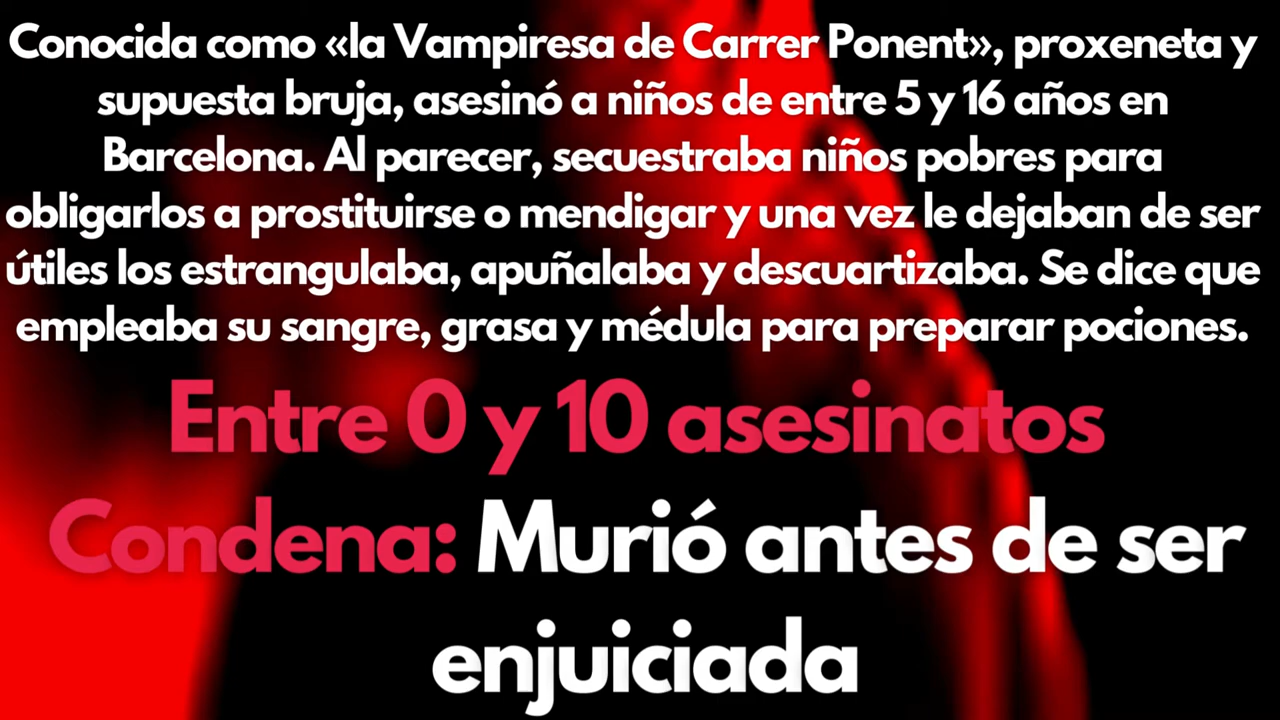 Conocida como «la Vampiresa de Carrer Ponent», proxeneta y
supuesta bruja, asesinó a niños de entre 5 y 16 años en
Barcelona. Al parecer, secuestraba niños pobres para
obligarlos a prostituirse o mendigar y una vez le dejaban de ser
útiles los estrangulaba, apuñalaba y descuartizaba. Se dice que
empleaba su sangre, grasa y médula para preparar pociones.
Entre 0 y 10 asesinatos
Condena: Murió antes de ser
enjuiciada